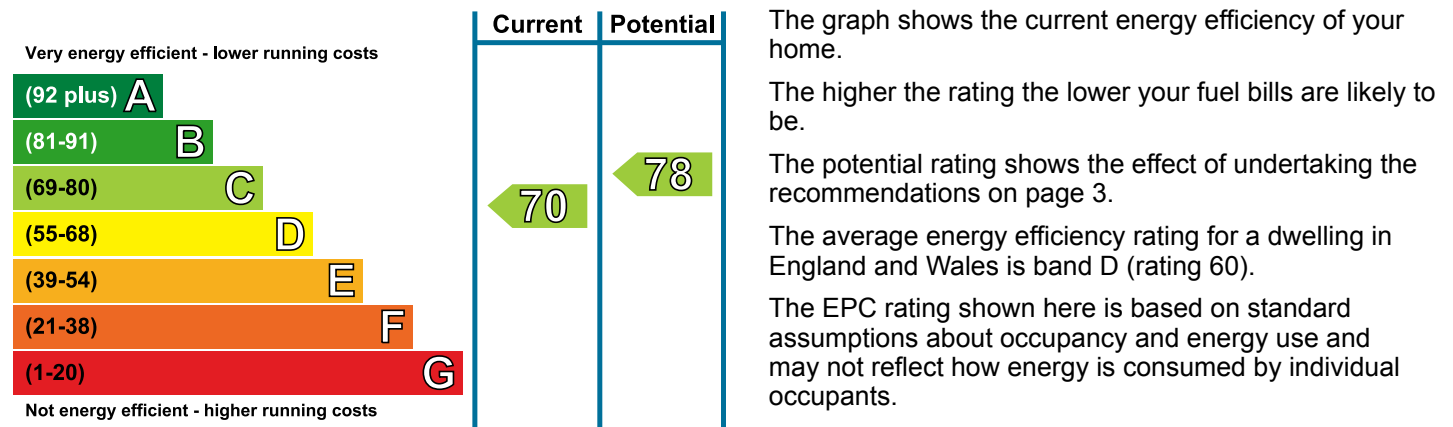 Current Potential
Very energy efficient - lower running costs
(92 plus) A
(81-91) B
(69-80) C
(55-68) D
(39-54) E
(21-38) F
(1-20) G
Not energy efficient - higher running costs
70
78
The graph shows the current energy efficiency of your
home.
The higher the rating the lower your fuel bills are likely to
be.
The potential rating shows the effect of undertaking the
recommendations on page 3.
The average energy efficiency rating for a dwelling in
England and Wales is band D (rating 60).
The EPC rating shown here is based on standard
assumptions about occupancy and energy use and
may not reflect how energy is consumed by individual
occupants.